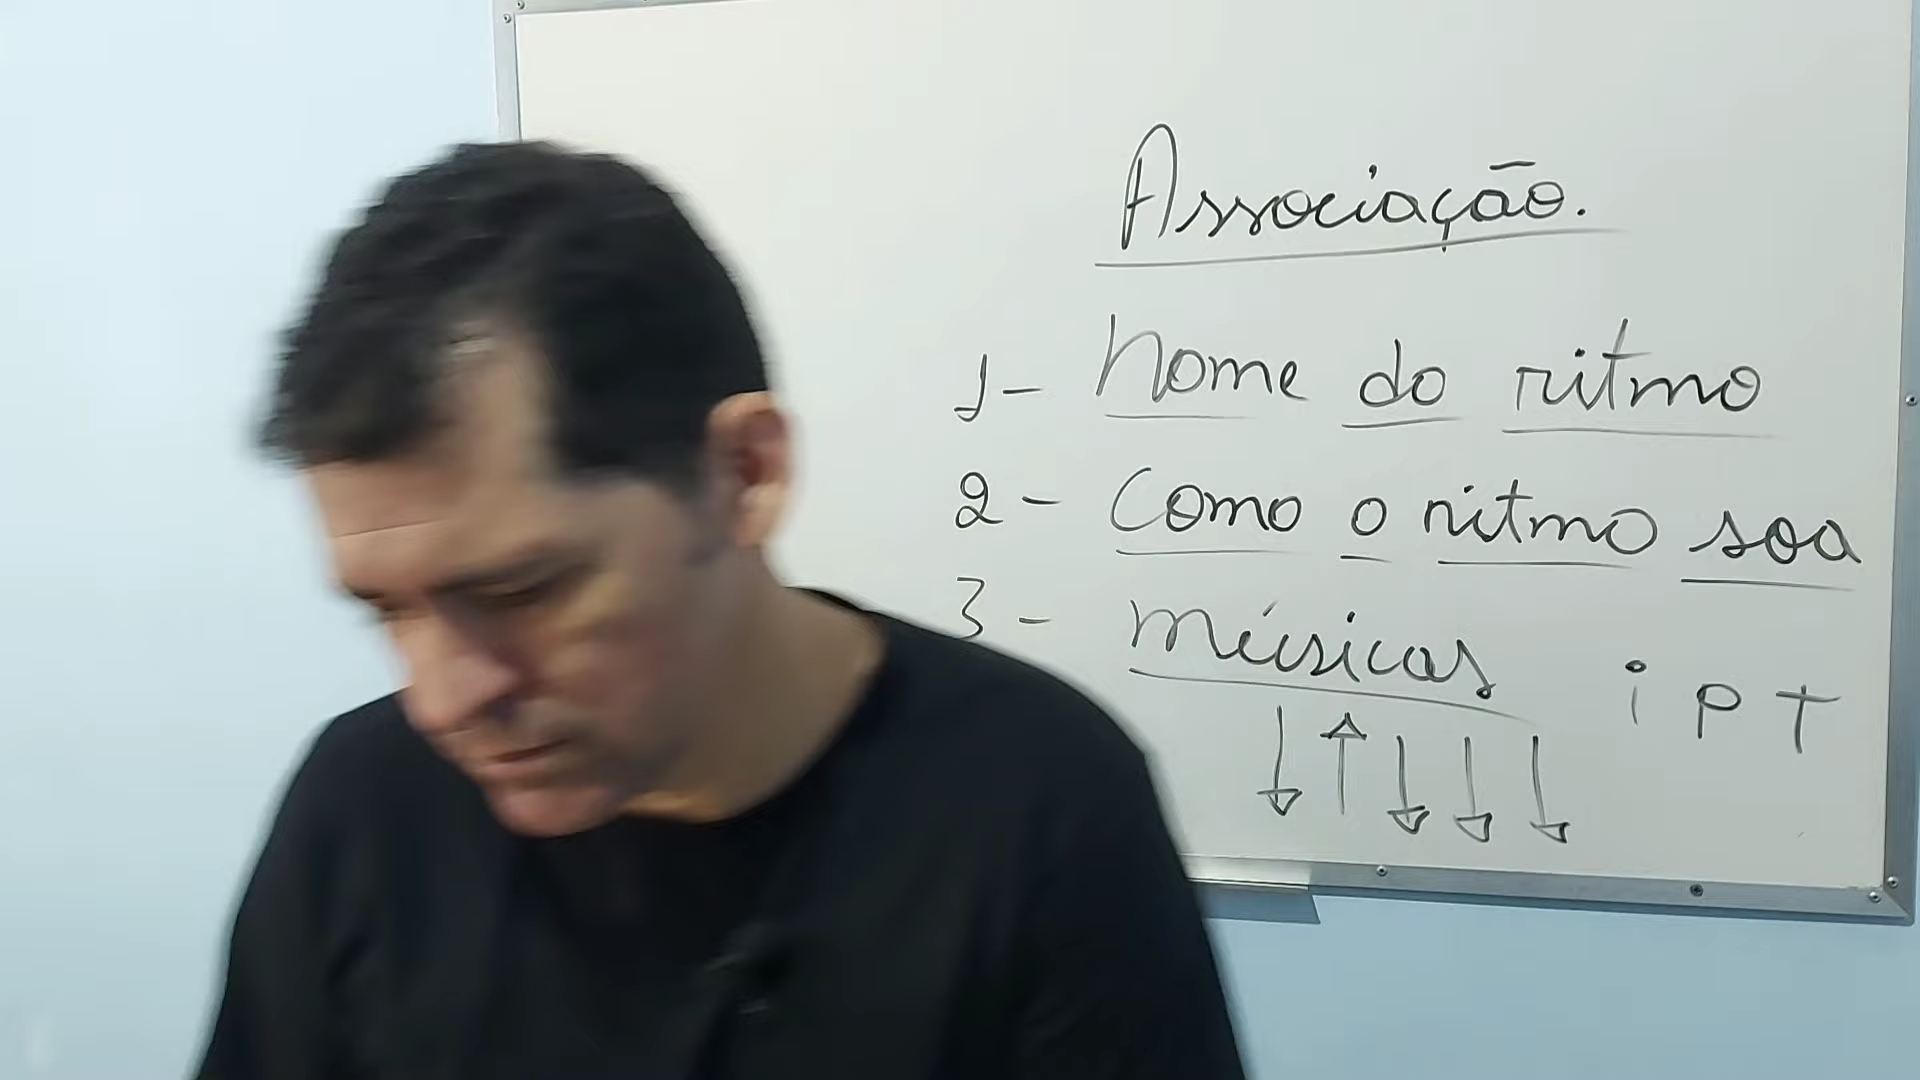 Associação.
1- Nome do ritmo
2- Como o ritmo soa
3- Músicas i P T
↓ ↑ ↓ ↓ ↓